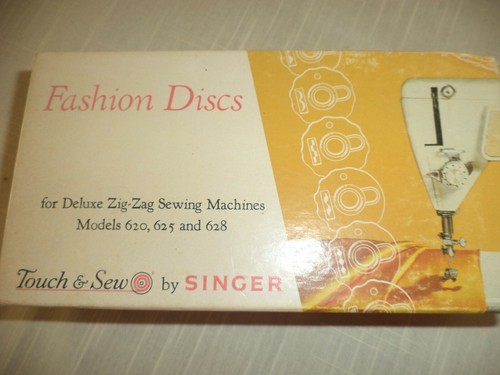 Fashion Discs
for Deluxe Zig-Zag Sewing Machines
Models 620, 625 and 628
Touch & Sew by SINGER